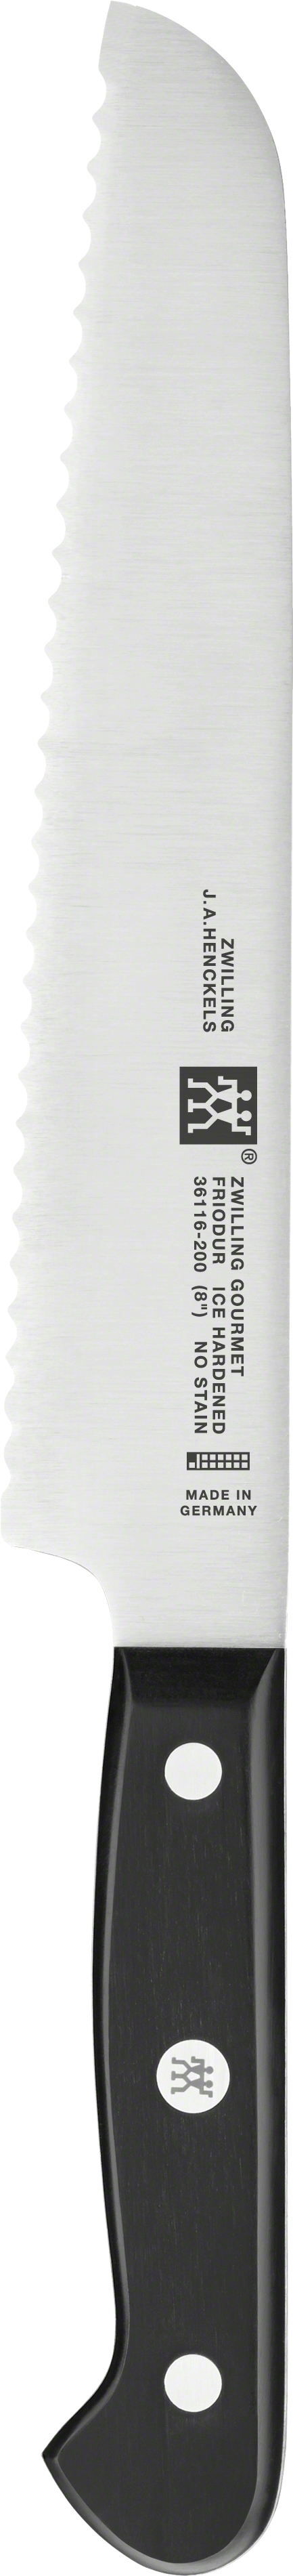 ZWILLING
J.A.HENCKELS
®
ZWILLING GOURMET
FRIODUR ICE HARDENED
36116-200 (8") NO STAIN
MADE IN
GERMANY